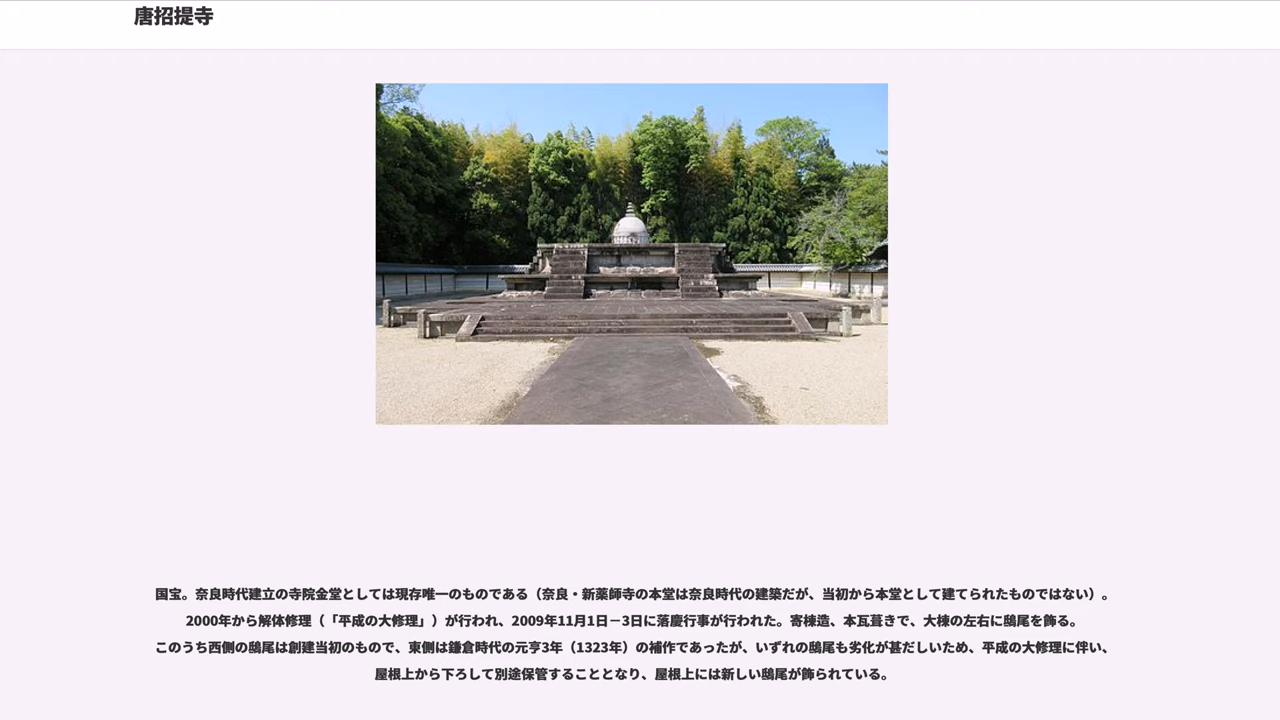 唐招提寺
国宝。奈良時代建立の寺院金堂としては現存唯一のものである（奈良・新薬師寺の本堂は奈良時代の建築だが、当初から本堂として建てられたものではない）。
2000年から解体修理（「平成の大修理」）が行われ、2009年11月1日－3日に落慶行事が行われた。寄棟造、本瓦葺きで、大棟の左右に鴟尾を飾る。
このうち西側の鴟尾は創建当初のもので、東側は鎌倉時代の元亨3年（1323年）の補作であったが、いずれの鴟尾も劣化が甚だしいため、平成の大修理に伴い、
屋根上から下ろして別途保管することとなり、屋根上には新しい鴟尾が飾られている。